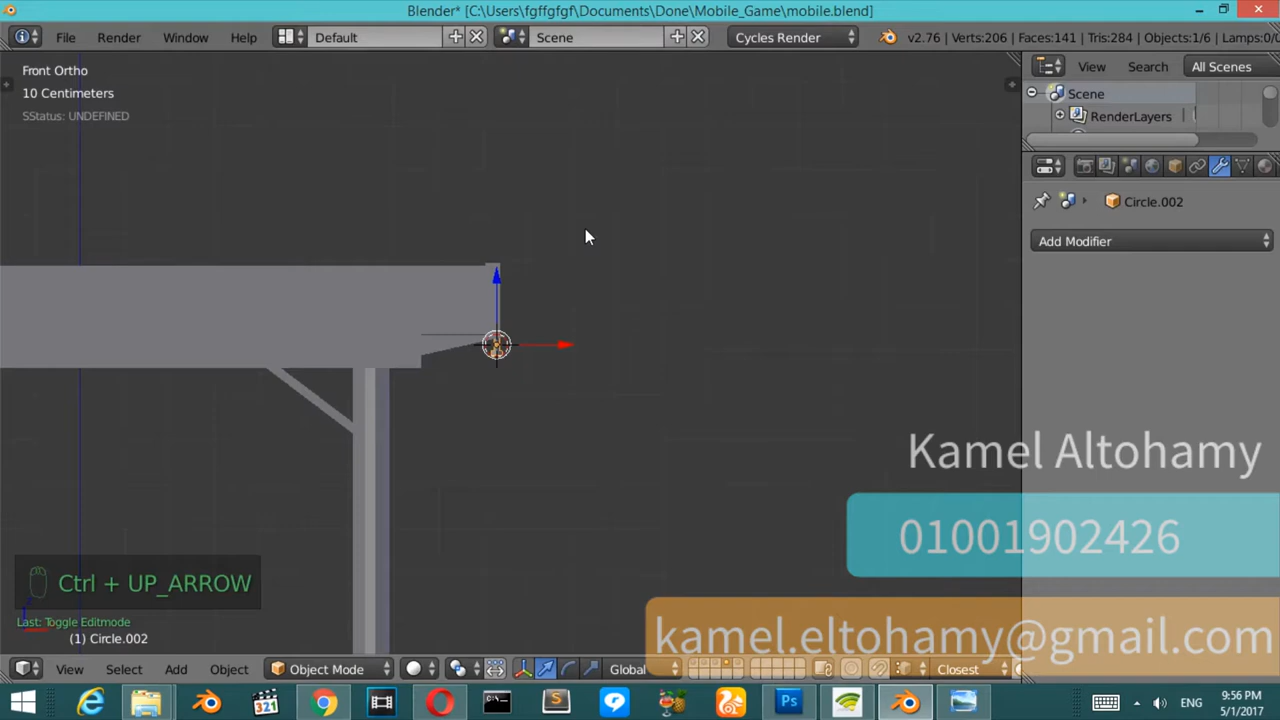 Blender* [C:\Users\fgffgfgf\Documents\Done\Mobile_Game\mobile.blend]
File Render Window Help Default Scene Cycles Render v2.76 | Verts:206 | Faces:141 | Tris:284 | Objects:1/6 | Lamps:0/
Front Ortho
10 Centimeters
SStatus: UNDEFINED
View Search All Scenes
Scene
RenderLayers
Circle.002
Add Modifier
Kamel Altohamy
01001902426
kamel.eltohamy@gmail.com
Ctrl + UP_ARROW
Last: Toggle Editmode
(1) Circle.002
View Select Add Object Object Mode Global Closest
321 Ps ENG 9:56 PM
5/1/2017